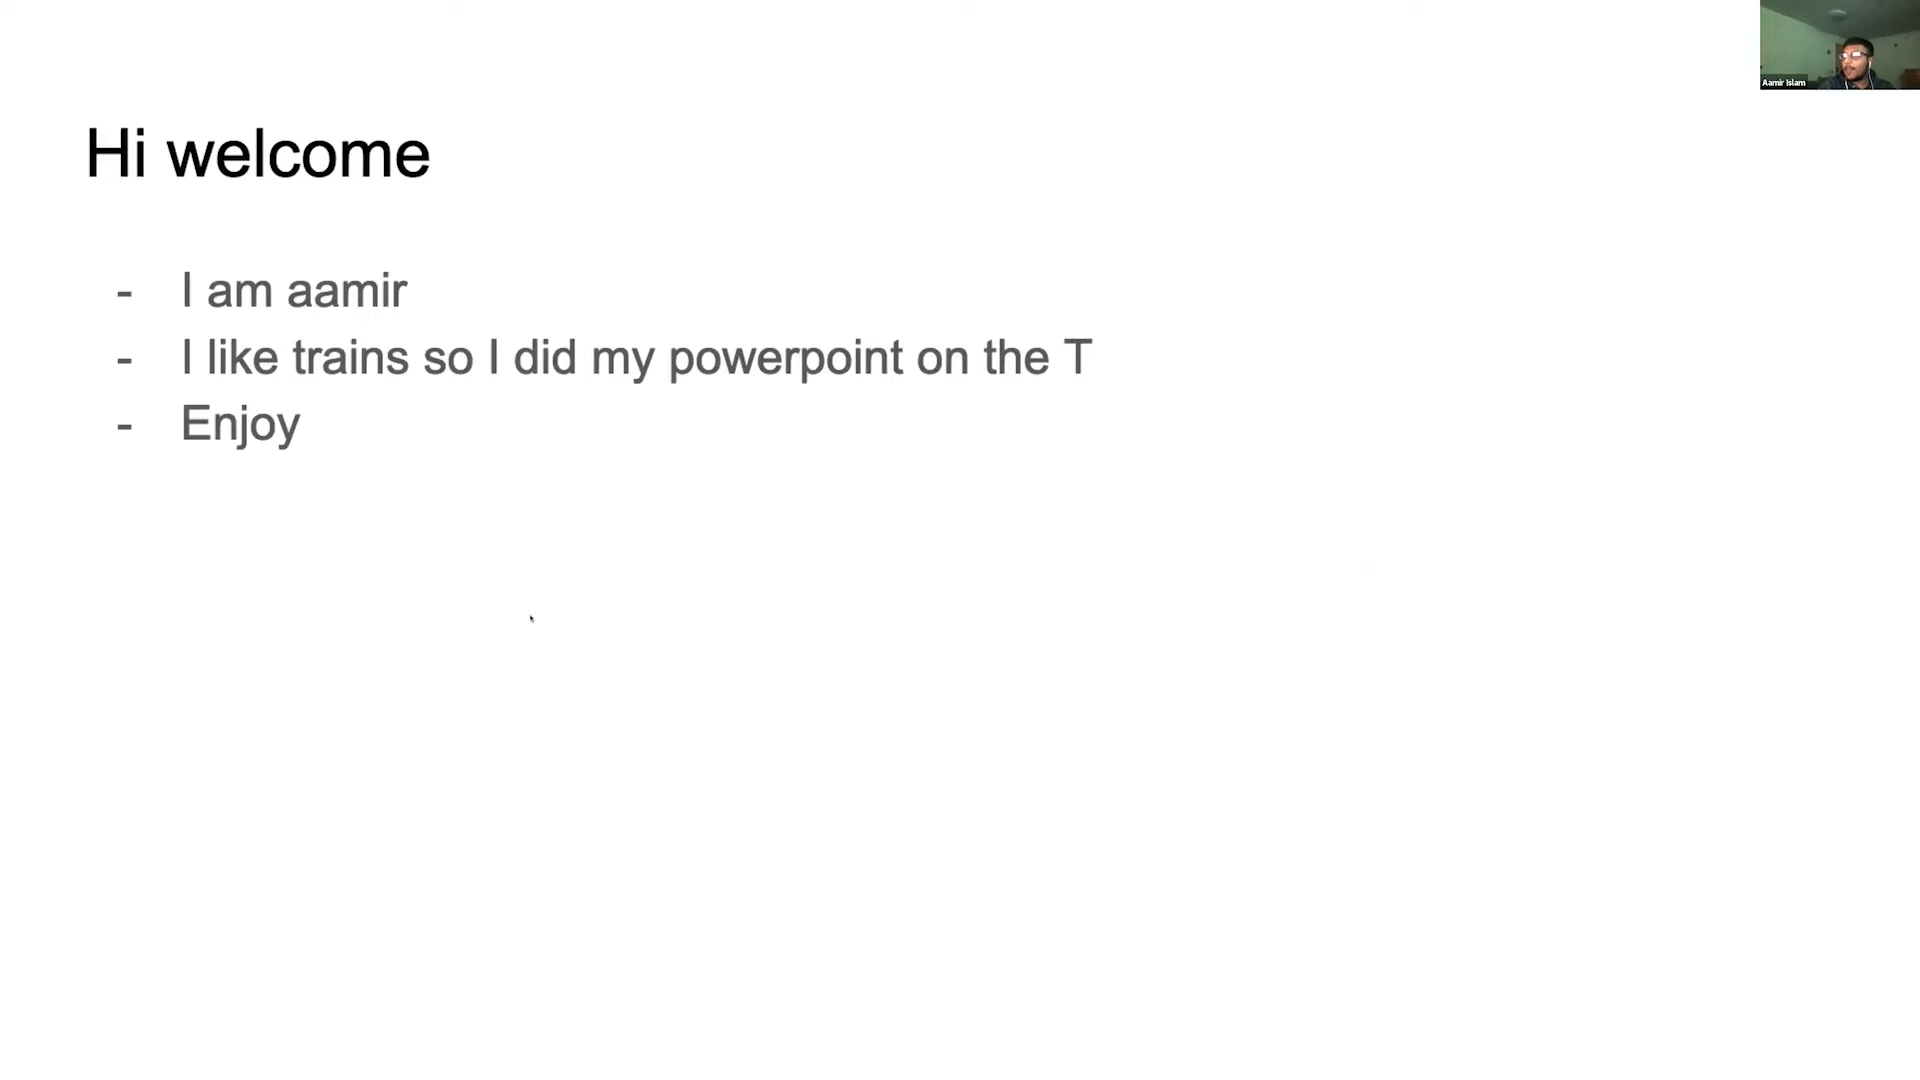 Aamir Islam
Hi welcome
- I am aamir
- I like trains so I did my powerpoint on the T
- Enjoy